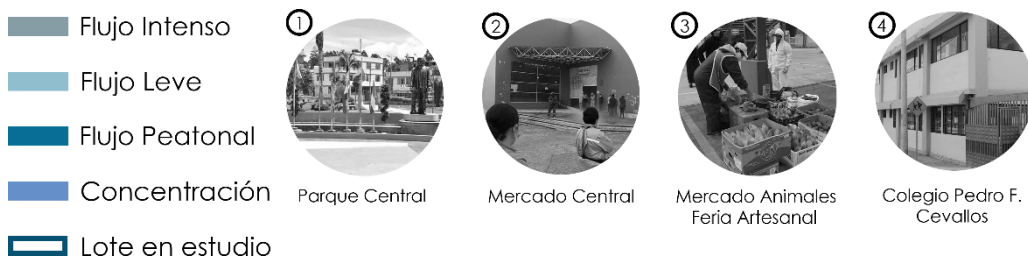 Flujo Intenso
Flujo Leve
Flujo Peatonal
Concentración
Lote en estudio
1
Parque Central
2
Mercado Central
3
Mercado Animales
Feria Artesanal
4
Colegio Pedro F.
Cevallos